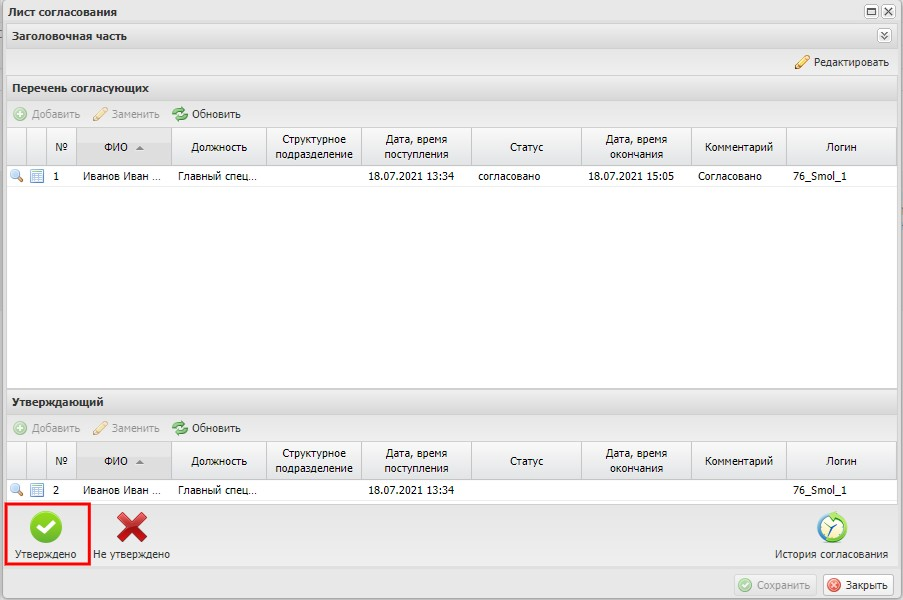 Лист согласования
Заголовочная часть
Редактировать
Перечень согласующих
Добавить Заменить Обновить
№ ФИО Должность Структурное подразделение Дата, время поступления Статус Дата, время окончания Комментарий Логин
1 Иванов Иван ... Главный спец... 18.07.2021 13:34 согласовано 18.07.2021 15:05 Согласовано 76_Smol_1
Утверждающий
Добавить Заменить Обновить
№ ФИО Должность Структурное подразделение Дата, время поступления Статус Дата, время окончания Комментарий Логин
2 Иванов Иван ... Главный спец... 18.07.2021 13:34 76_Smol_1
Утверждено Не утверждено История согласования
Сохранить Закрыть